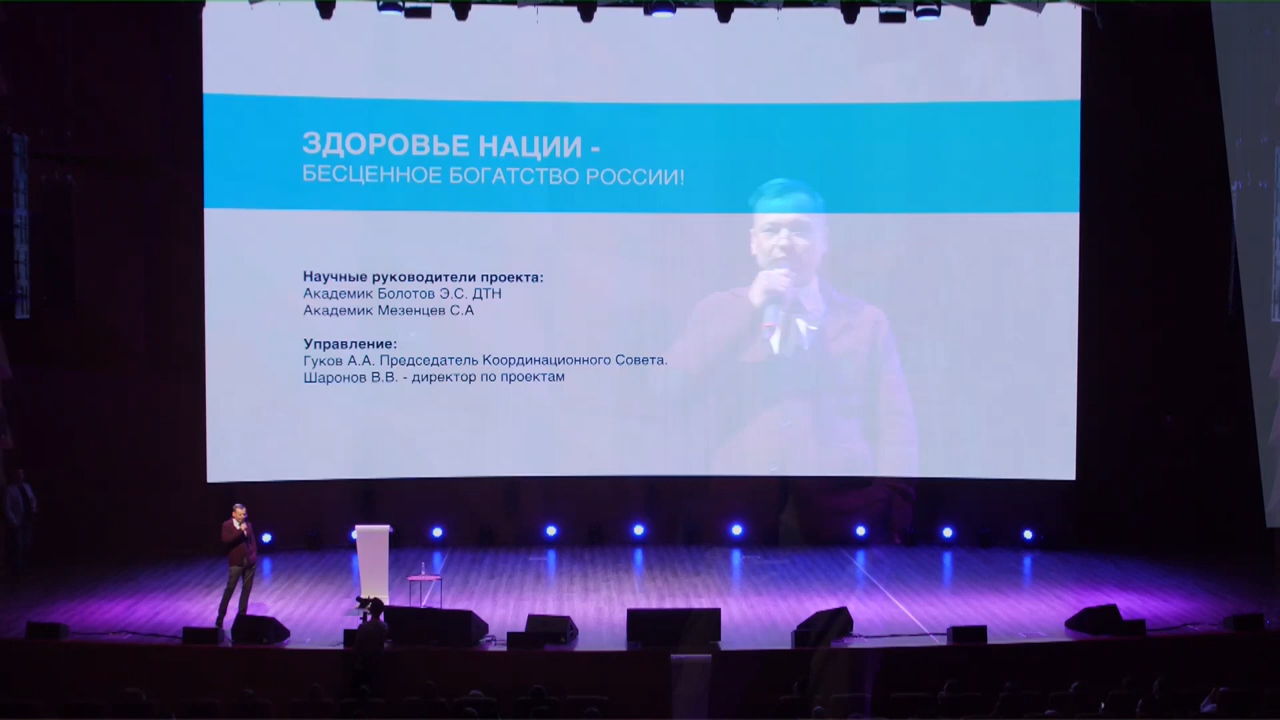 ЗДОРОВЬЕ НАЦИИ -
БЕСЦЕННОЕ БОГАТСТВО РОССИИ!
Научные руководители проекта:
Академик Болотов Э.С. ДТН
Академик Мезенцев С.А
Управление:
Гуков А.А. Председатель Координационного Совета.
Шаронов В.В. - директор по проектам